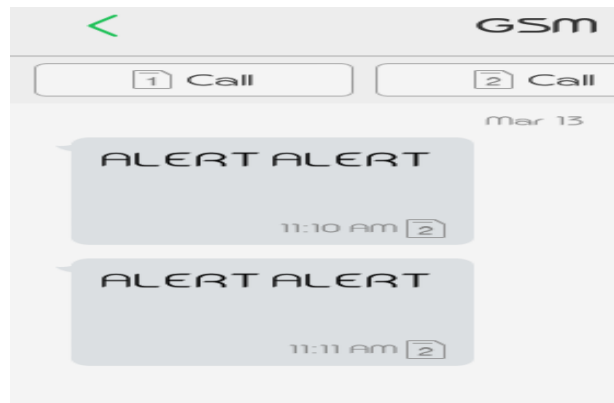 GSM
1 Call
2 Call
Mar 13
ALERT ALERT
11:10 AM 2
ALERT ALERT
11:11 AM 2